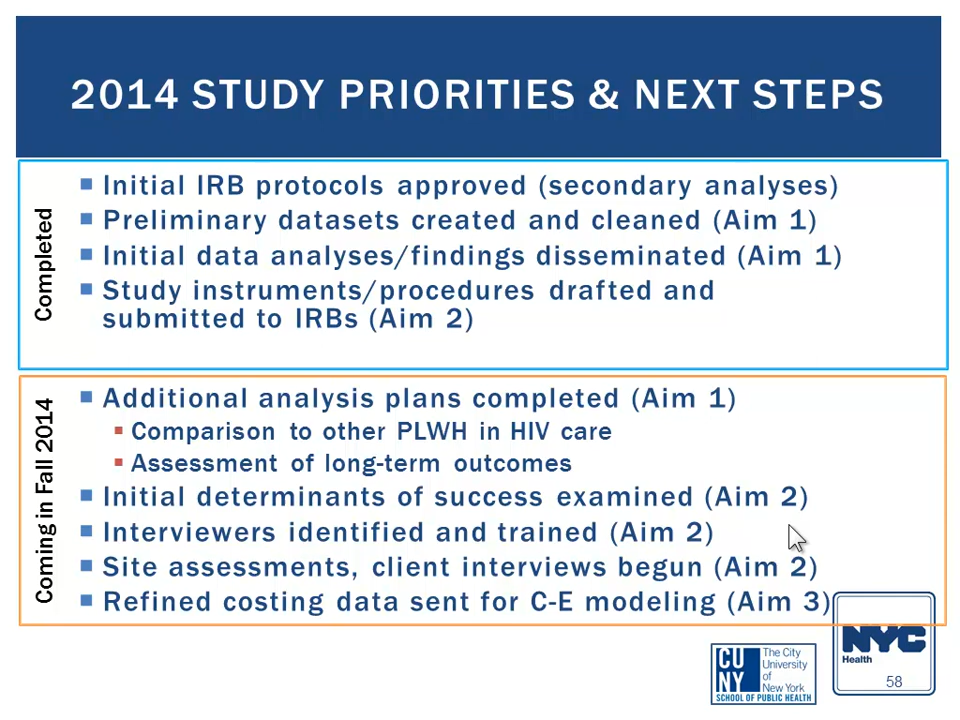 2014 STUDY PRIORITIES & NEXT STEPS
Completed
Initial IRB protocols approved (secondary analyses)
Preliminary datasets created and cleaned (Aim 1)
Initial data analyses/findings disseminated (Aim 1)
Study instruments/procedures drafted and
submitted to IRBs (Aim 2)
Coming in Fall 2014
Additional analysis plans completed (Aim 1)
Comparison to other PLWH in HIV care
Assessment of long-term outcomes
Initial determinants of success examined (Aim 2)
Interviewers identified and trained (Aim 2)
Site assessments, client interviews begun (Aim 2)
Refined costing data sent for C-E modeling (Aim 3)
CU
NY
The City
University
of
New York
SCHOOL OF PUBLIC HEALTH
NYC
Health
58